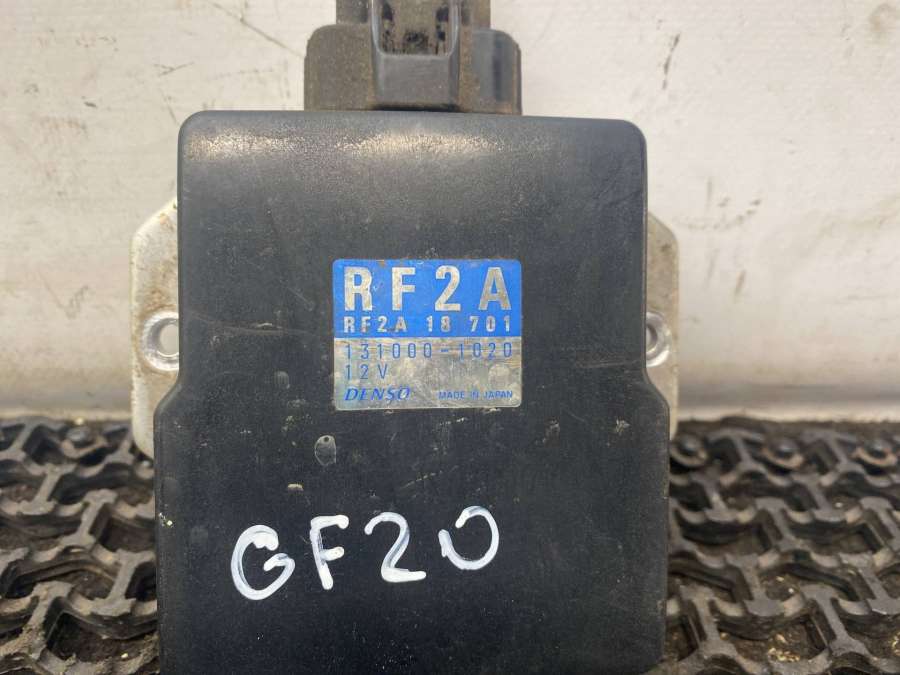 RF2A
RF2A 18 701
131000-1020
12V
DENSO MADE IN JAPAN
GF20